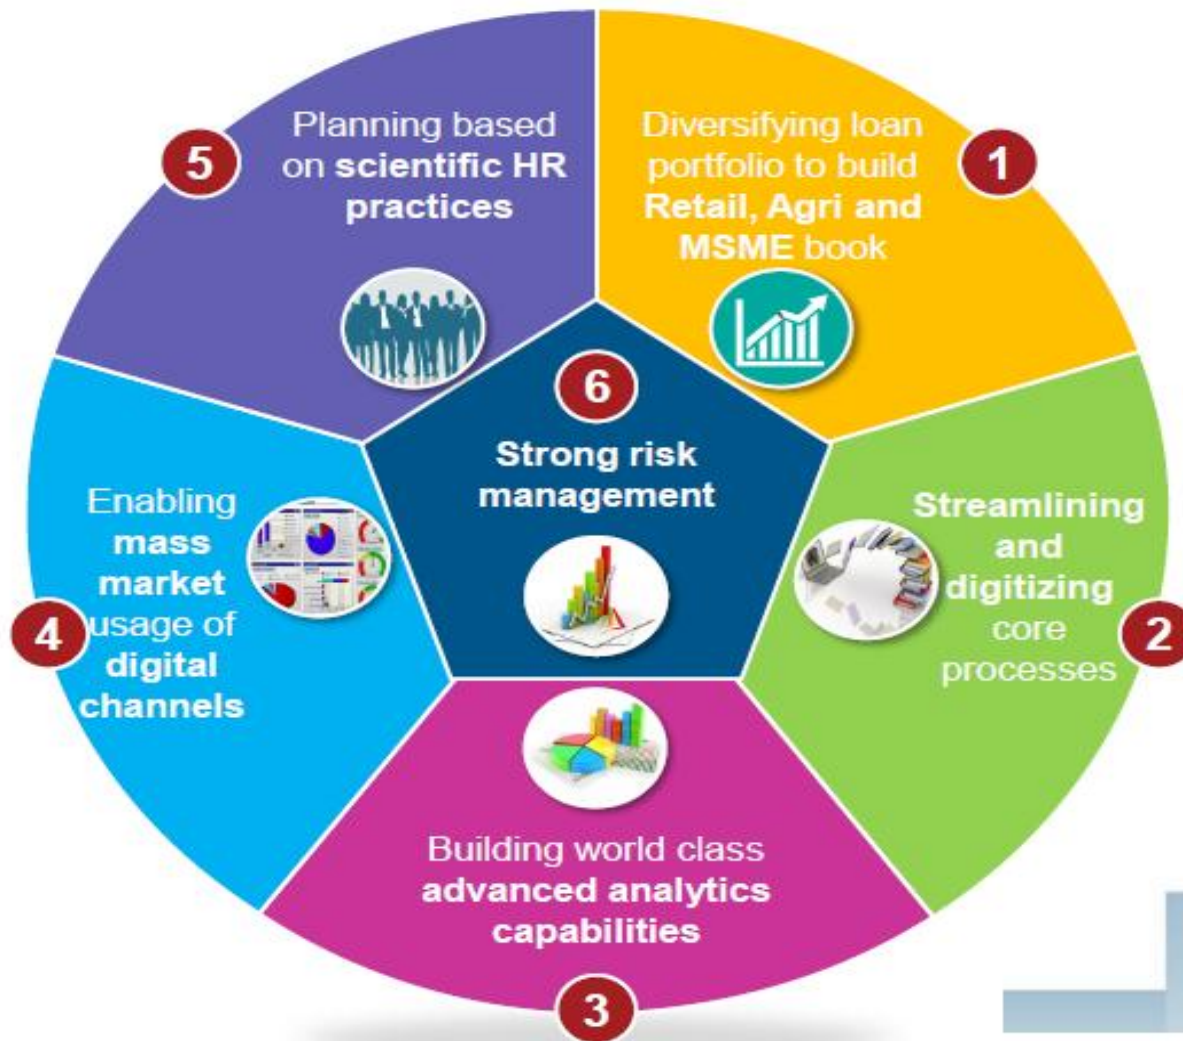 1
Diversifying loan
portfolio to build
Retail, Agri and
MSME book
2
Streamlining
and
digitizing
core
processes
3
Building world class
advanced analytics
capabilities
4
Enabling
mass
market
usage of
digital
channels
5
Planning based
on scientific HR
practices
6
Strong risk
management